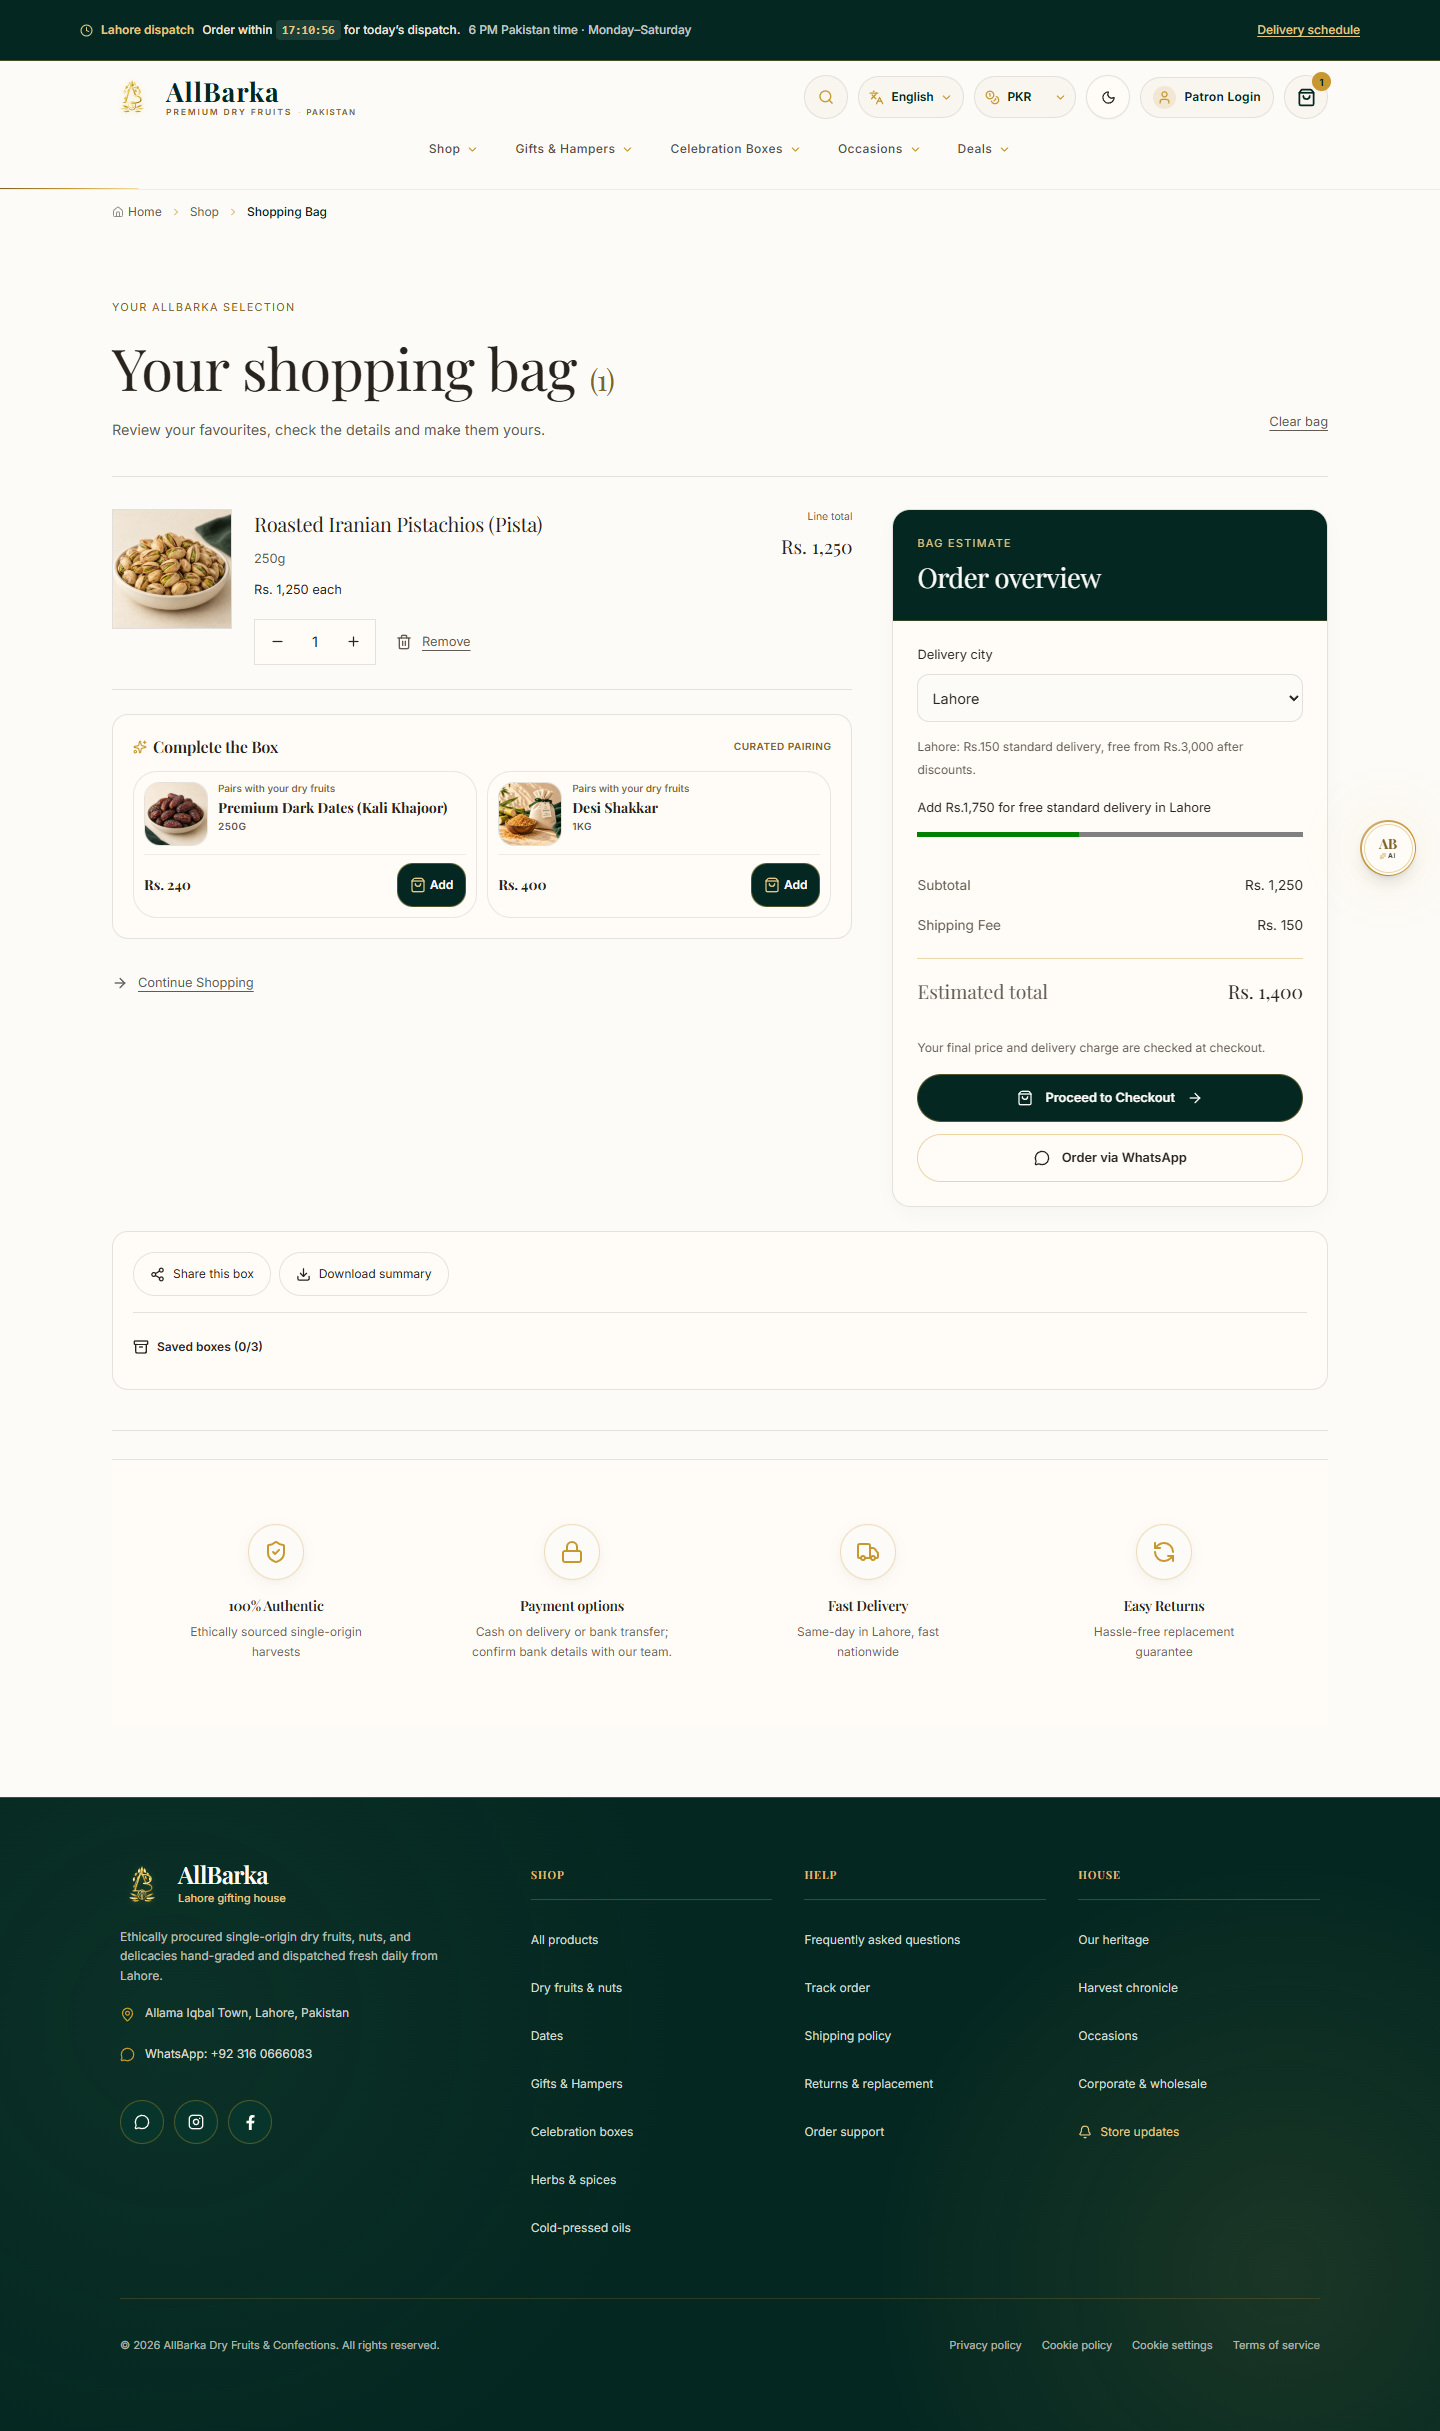 Lahore dispatch Order within 17:10:56 for today's dispatch. 6 PM Pakistan time · Monday–Saturday
Delivery schedule
AllBarka
PREMIUM DRY FRUITS · PAKISTAN
English
PKR
Patron Login
1
Shop
Gifts & Hampers
Celebration Boxes
Occasions
Deals
Home
Shop
Shopping Bag
YOUR ALLBARKA SELECTION
Your shopping bag (1)
Review your favourites, check the details and make them yours.
Clear bag
Roasted Iranian Pistachios (Pista)
250g
Rs. 1,250 each
1
Remove
Line total
Rs. 1,250
Complete the Box
CURATED PAIRING
Pairs with your dry fruits
Premium Dark Dates (Kali Khajoor)
250G
Rs. 240
Add
Pairs with your dry fruits
Desi Shakkar
1KG
Rs. 400
Add
Continue Shopping
BAG ESTIMATE
Order overview
Delivery city
Lahore
Lahore: Rs.150 standard delivery, free from Rs.3,000 after
discounts.
Add Rs.1,750 for free standard delivery in Lahore
Subtotal
Rs. 1,250
Shipping Fee
Rs. 150
Estimated total
Rs. 1,400
Your final price and delivery charge are checked at checkout.
Proceed to Checkout
Order via WhatsApp
AB
AI
Share this box
Download summary
Saved boxes (0/3)
100% Authentic
Ethically sourced single-origin
harvests
Payment options
Cash on delivery or bank transfer;
confirm bank details with our team.
Fast Delivery
Same-day in Lahore, fast
nationwide
Easy Returns
Hassle-free replacement
guarantee
AllBarka
Lahore gifting house
Ethically procured single-origin dry fruits, nuts, and
delicacies hand-graded and dispatched fresh daily from
Lahore.
Allama Iqbal Town, Lahore, Pakistan
WhatsApp: +92 316 0666083
SHOP
All products
Dry fruits & nuts
Dates
Gifts & Hampers
Celebration boxes
Herbs & spices
Cold-pressed oils
HELP
Frequently asked questions
Track order
Shipping policy
Returns & replacement
Order support
HOUSE
Our heritage
Harvest chronicle
Occasions
Corporate & wholesale
Store updates
© 2026 AllBarka Dry Fruits & Confections. All rights reserved.
Privacy policy
Cookie policy
Cookie settings
Terms of service